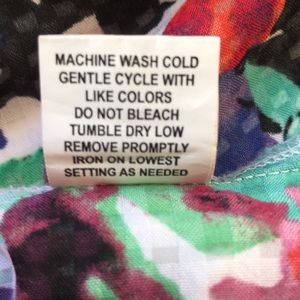 MACHINE WASH COLD
GENTLE CYCLE WITH
LIKE COLORS
DO NOT BLEACH
TUMBLE DRY LOW
REMOVE PROMPTLY
IRON ON LOWEST
SETTING AS NEEDED